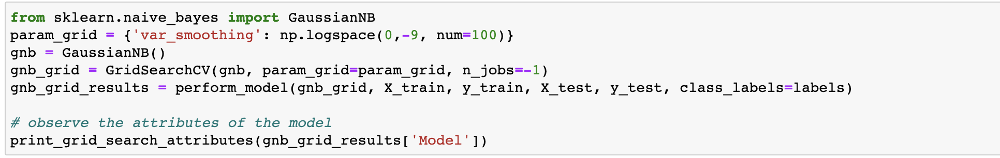 from sklearn.naive_bayes import GaussianNB
param_grid = {'var_smoothing': np.logspace(0,-9, num=100)}
gnb = GaussianNB()
gnb_grid = GridSearchCV(gnb, param_grid=param_grid, n_jobs=-1)
gnb_grid_results = perform_model(gnb_grid, X_train, y_train, X_test, y_test, class_labels=labels)

# observe the attributes of the model
print_grid_search_attributes(gnb_grid_results['Model'])